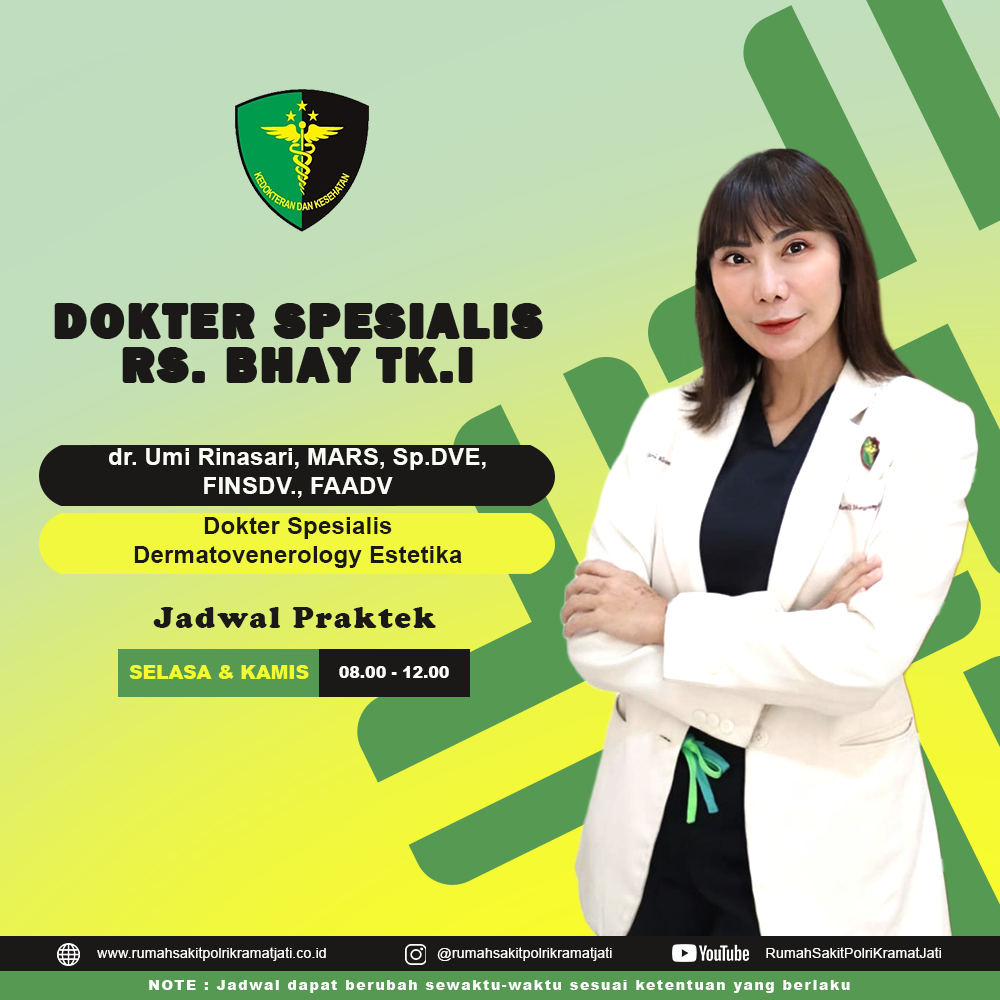 KEDOKTERAN DAN KESEHATAN
DOKTER SPESIALIS
RS. BHAY TK.I
dr. Umi Rinasari, MARS, Sp.DVE,
FINSDV., FAADV
Dokter Spesialis
Dermatovenerology Estetika
Jadwal Praktek
SELASA & KAMIS 08.00 - 12.00
www.rumahsakitpolrikramatjati.co.id @rumahsakitpolrikramatjati YouTube RumahSakitPolriKramatJati
NOTE : Jadwal dapat berubah sewaktu-waktu sesuai ketentuan yang berlaku